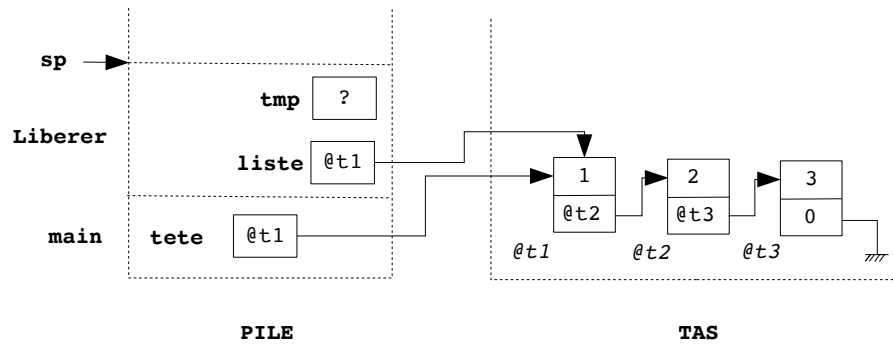 sp
tmp ?
Liberer
liste @t1
1 2 3
@t2 @t3 0
main tete @t1
@t1 @t2 @t3
PILE TAS